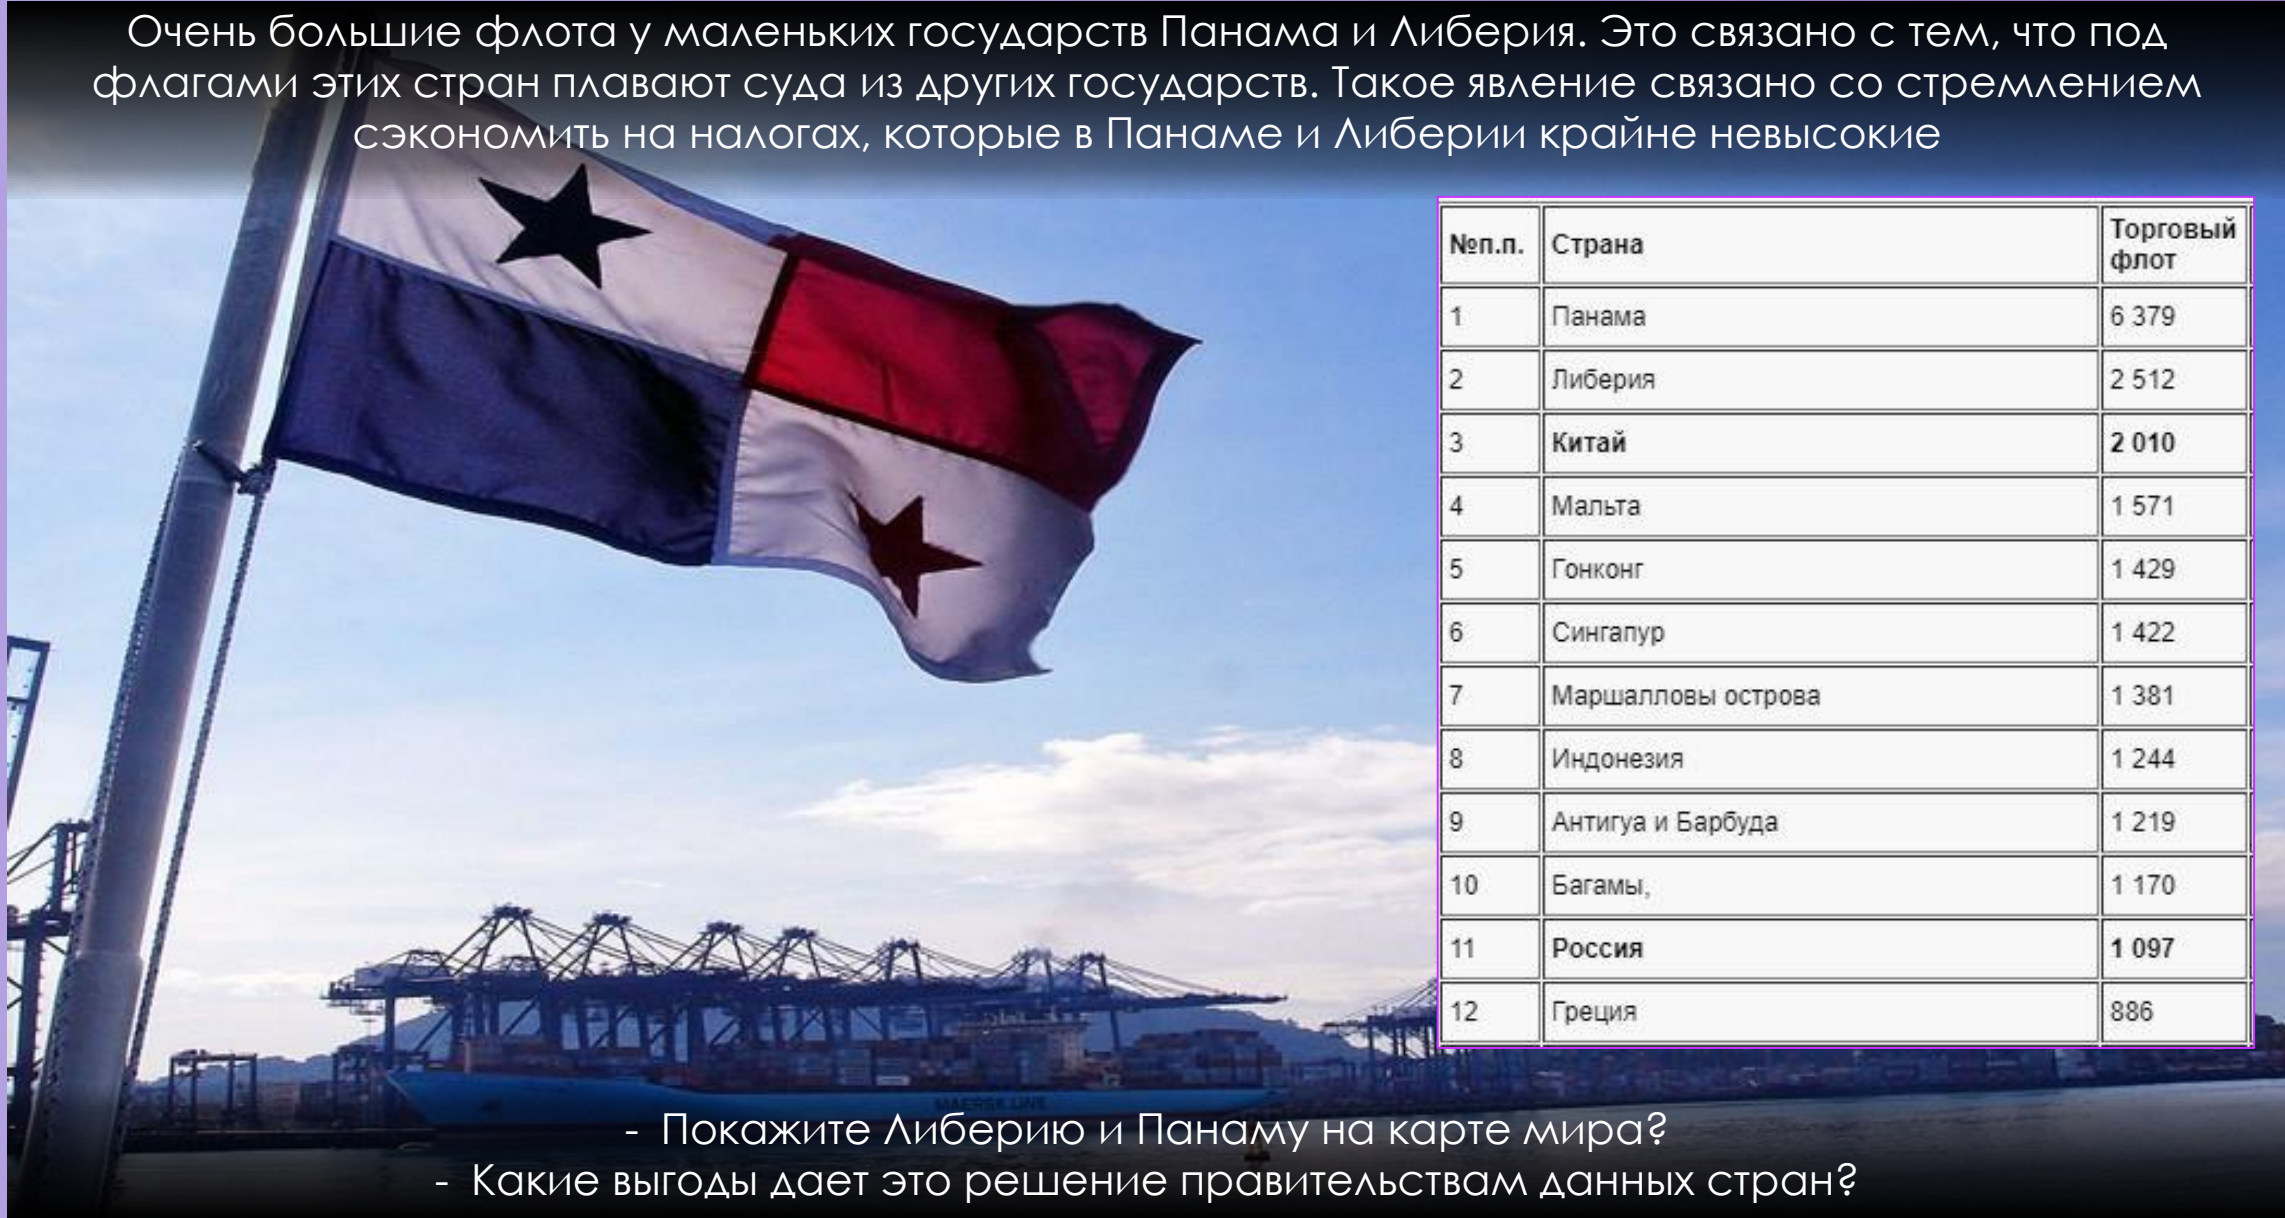 Очень большие флота у маленьких государств Панама и Либерия. Это связано с тем, что под
флагами этих стран плавают суда из других государств. Такое явление связано со стремлением
сэкономить на налогах, которые в Панаме и Либерии крайне невысокие
№п.п. Страна Торговый флот
1 Панама 6 379
2 Либерия 2 512
3 Китай 2 010
4 Мальта 1 571
5 Гонконг 1 429
6 Сингапур 1 422
7 Маршалловы острова 1 381
8 Индонезия 1 244
9 Антигуа и Барбуда 1 219
10 Багамы, 1 170
11 Россия 1 097
12 Греция 886
MAERSK LINE
- Покажите Либерию и Панаму на карте мира?
- Какие выгоды дает это решение правительствам данных стран?